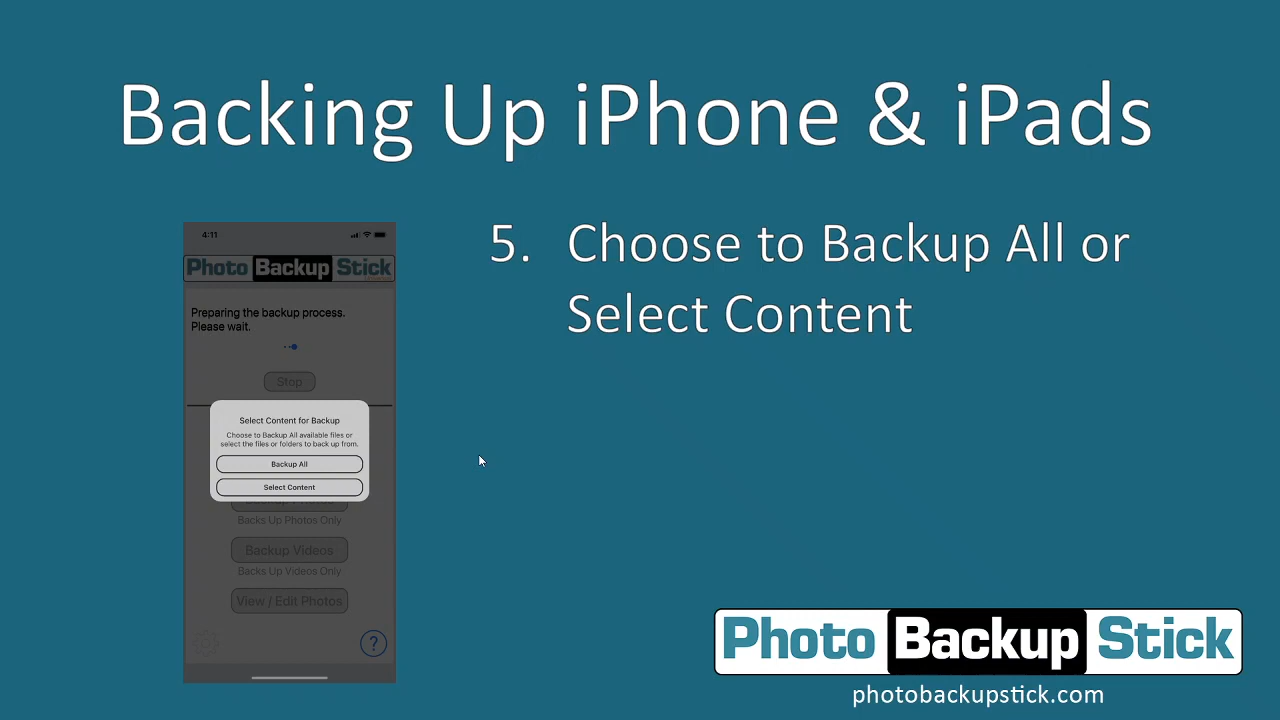 Backing Up iPhone & iPads
5. Choose to Backup All or
Select Content
4:11
Photo Backup Stick
Preparing the backup process.
Please wait.
Stop
Select Content for Backup
Choose to Backup All available files or
select the files or folders to back up from.
Backup All
Select Content
Backs Up Photos Only
Backup Videos
Backs Up Videos Only
View / Edit Photos
?
Photo Backup Stick
photobackupstick.com